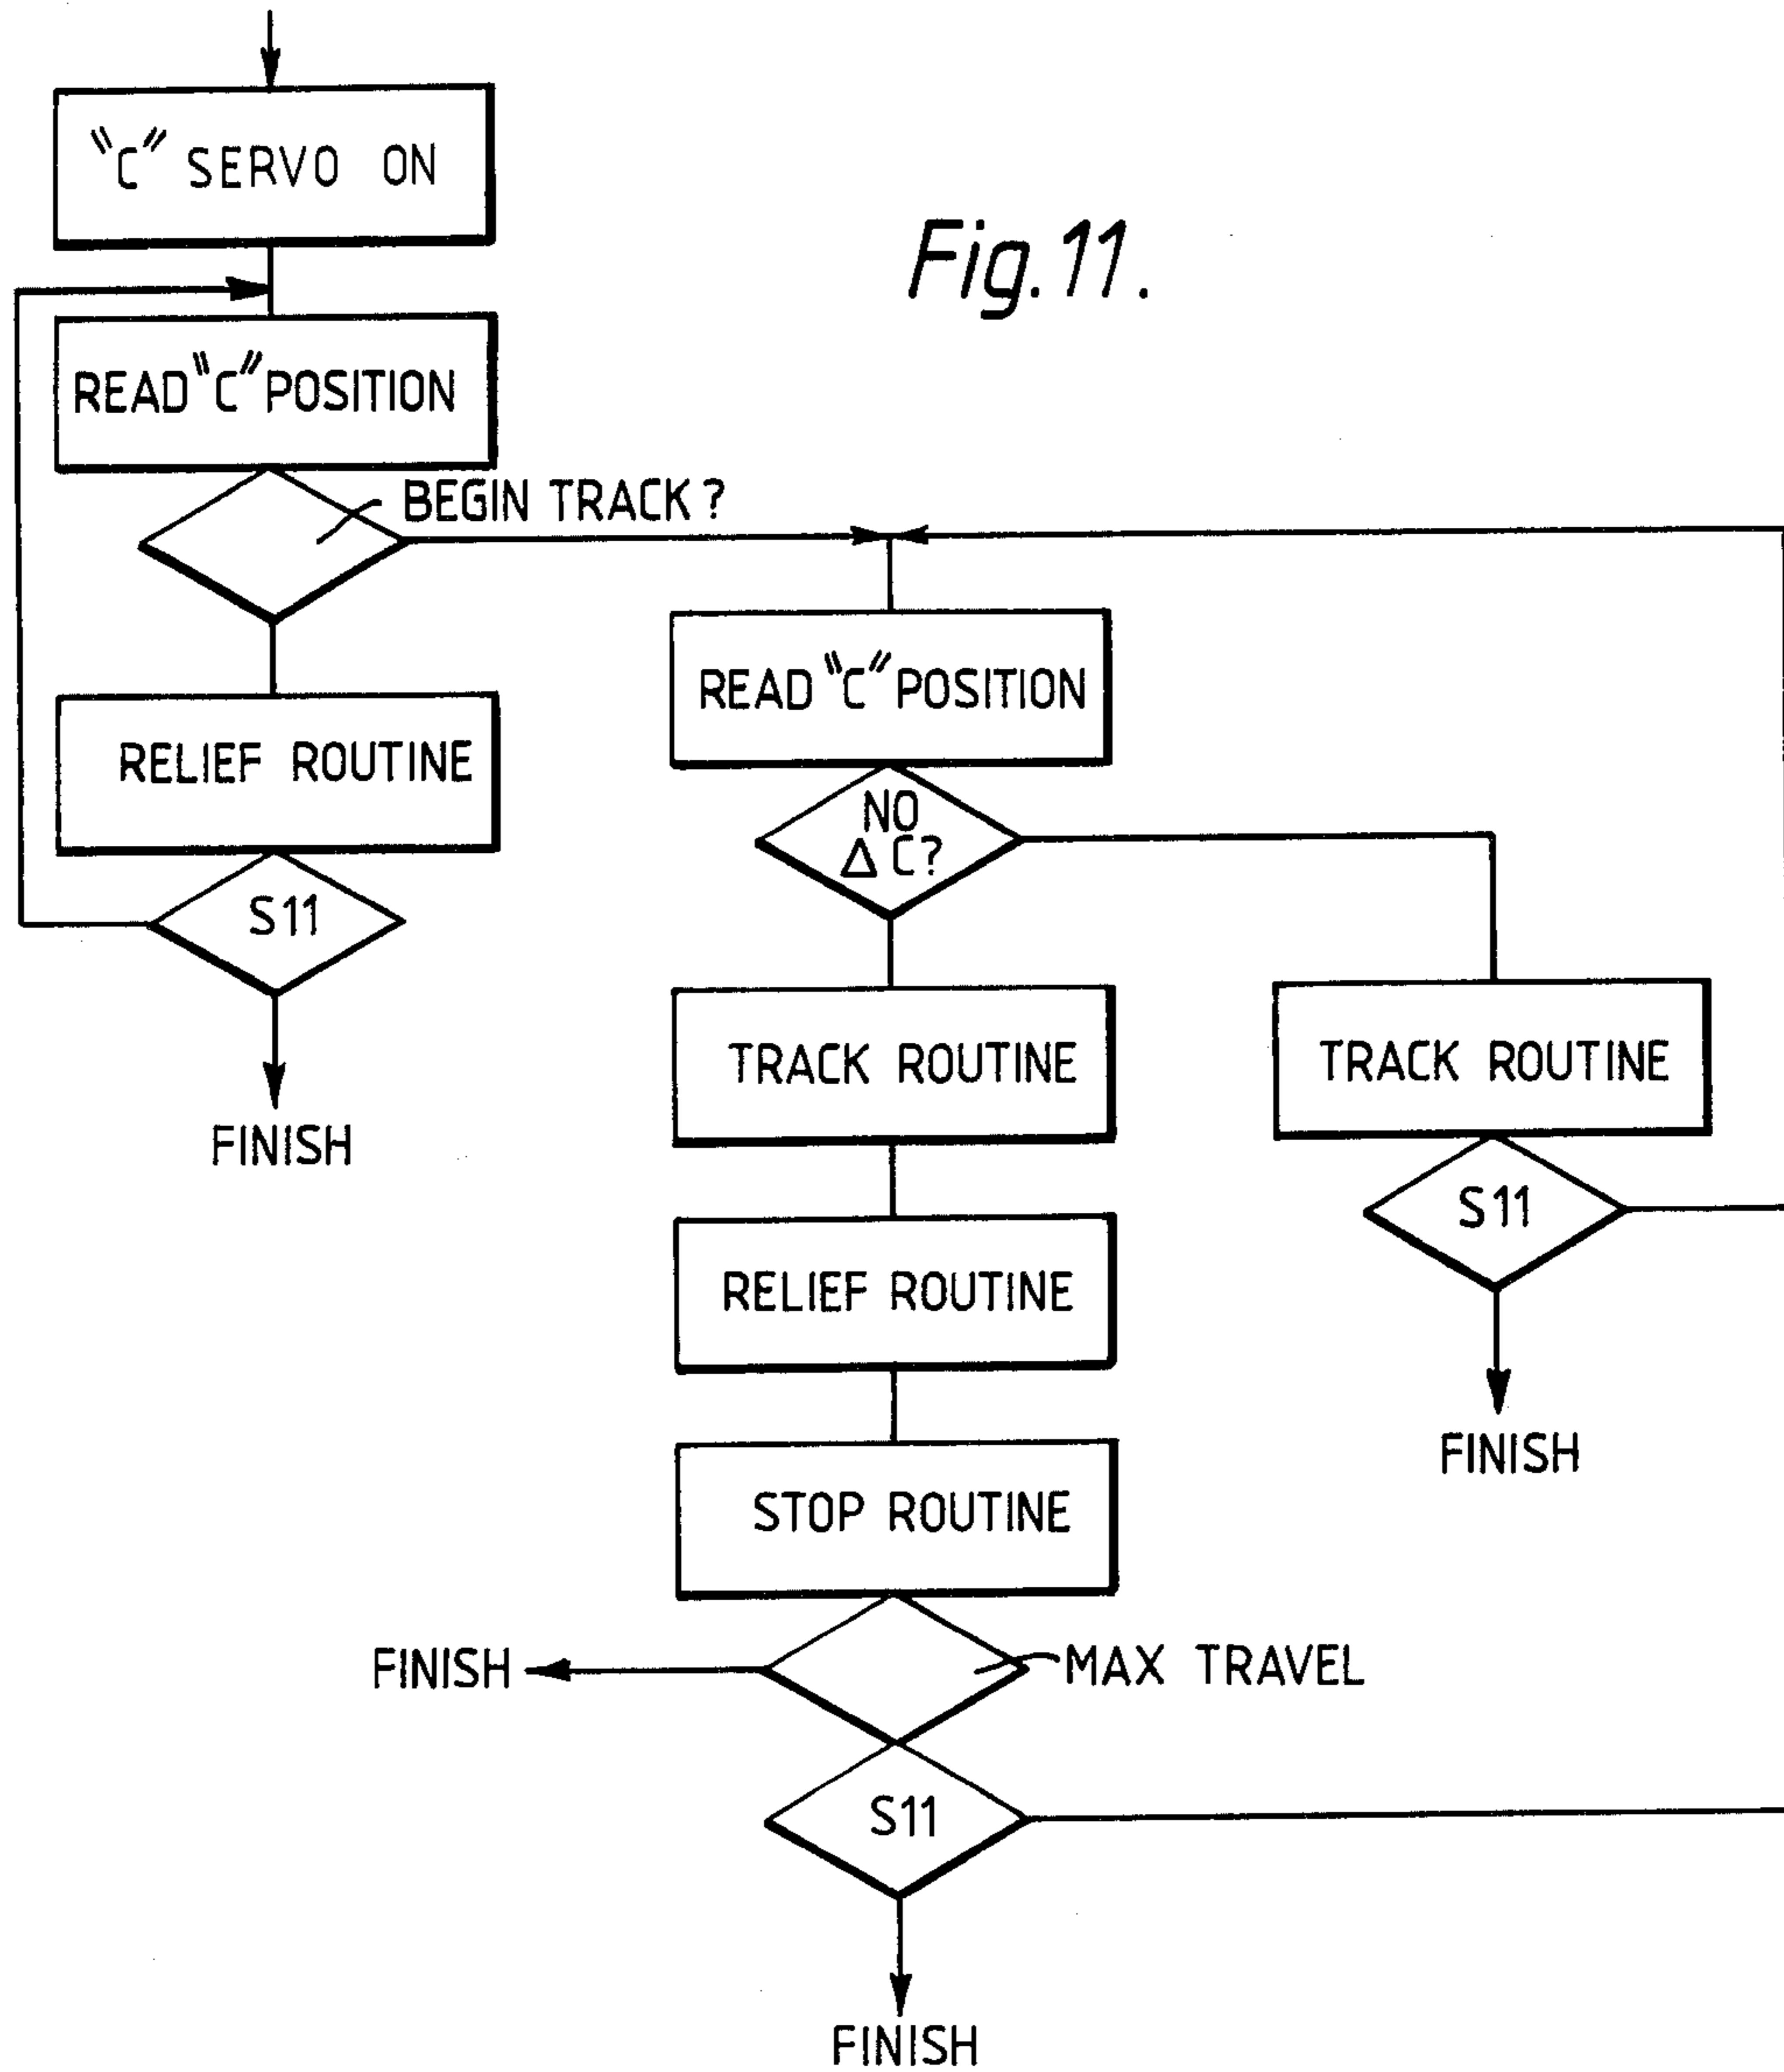 "C" SERVO ON
Fig. 11.
READ "C" POSITION
BEGIN TRACK?
RELIEF ROUTINE
S11
FINISH
READ "C" POSITION
NO
Δ C?
TRACK ROUTINE
RELIEF ROUTINE
STOP ROUTINE
MAX TRAVEL
FINISH
S11
FINISH
TRACK ROUTINE
S11
FINISH